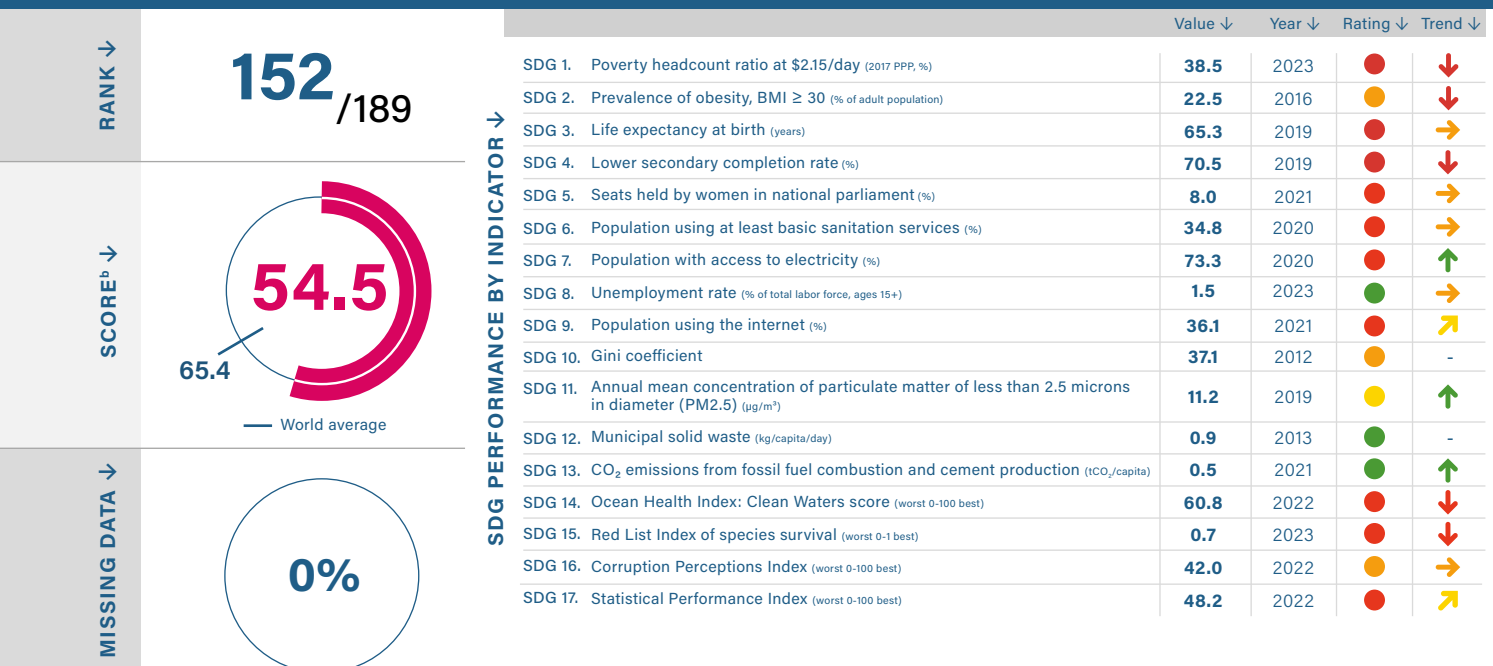 RANK →
152/189
SCOREᵇ →
54.5
65.4
World average
MISSING DATA →
0%
SDG PERFORMANCE BY INDICATOR →
Value ↓ Year ↓ Rating ↓ Trend ↓
SDG 1. Poverty headcount ratio at $2.15/day (2017 PPP, %) 38.5 2023 ↓
SDG 2. Prevalence of obesity, BMI ≥ 30 (% of adult population) 22.5 2016 ↓
SDG 3. Life expectancy at birth (years) 65.3 2019 →
SDG 4. Lower secondary completion rate (%) 70.5 2019 ↓
SDG 5. Seats held by women in national parliament (%) 8.0 2021 →
SDG 6. Population using at least basic sanitation services (%) 34.8 2020 →
SDG 7. Population with access to electricity (%) 73.3 2020 ↑
SDG 8. Unemployment rate (% of total labor force, ages 15+) 1.5 2023 →
SDG 9. Population using the internet (%) 36.1 2021 ↗
SDG 10. Gini coefficient 37.1 2012 -
SDG 11. Annual mean concentration of particulate matter of less than 2.5 microns
in diameter (PM2.5) (μg/m³) 11.2 2019 ↑
SDG 12. Municipal solid waste (kg/capita/day) 0.9 2013 -
SDG 13. CO₂ emissions from fossil fuel combustion and cement production (tCO₂/capita) 0.5 2021 ↑
SDG 14. Ocean Health Index: Clean Waters score (worst 0-100 best) 60.8 2022 ↓
SDG 15. Red List Index of species survival (worst 0-1 best) 0.7 2023 ↓
SDG 16. Corruption Perceptions Index (worst 0-100 best) 42.0 2022 →
SDG 17. Statistical Performance Index (worst 0-100 best) 48.2 2022 ↗